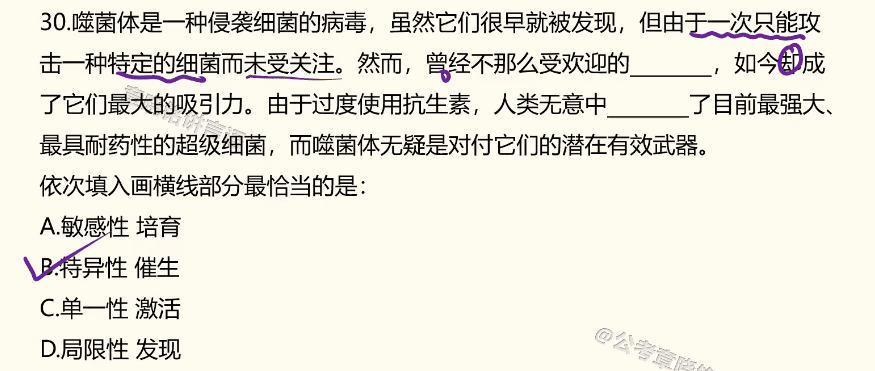 30.噬菌体是一种侵袭细菌的病毒，虽然它们很早就被发现，但由于一次只能攻
击一种特定的细菌而未受关注。然而，曾经不那么受欢迎的________，如今却成
了它们最大的吸引力。由于过度使用抗生素，人类无意中________了目前最强大、
最具耐药性的超级细菌，而噬菌体无疑是对付它们的潜在有效武器。
依次填入画横线部分最恰当的是：
A.敏感性 培育
B.特异性 催生
C.单一性 激活
D.局限性 发现
@公考章